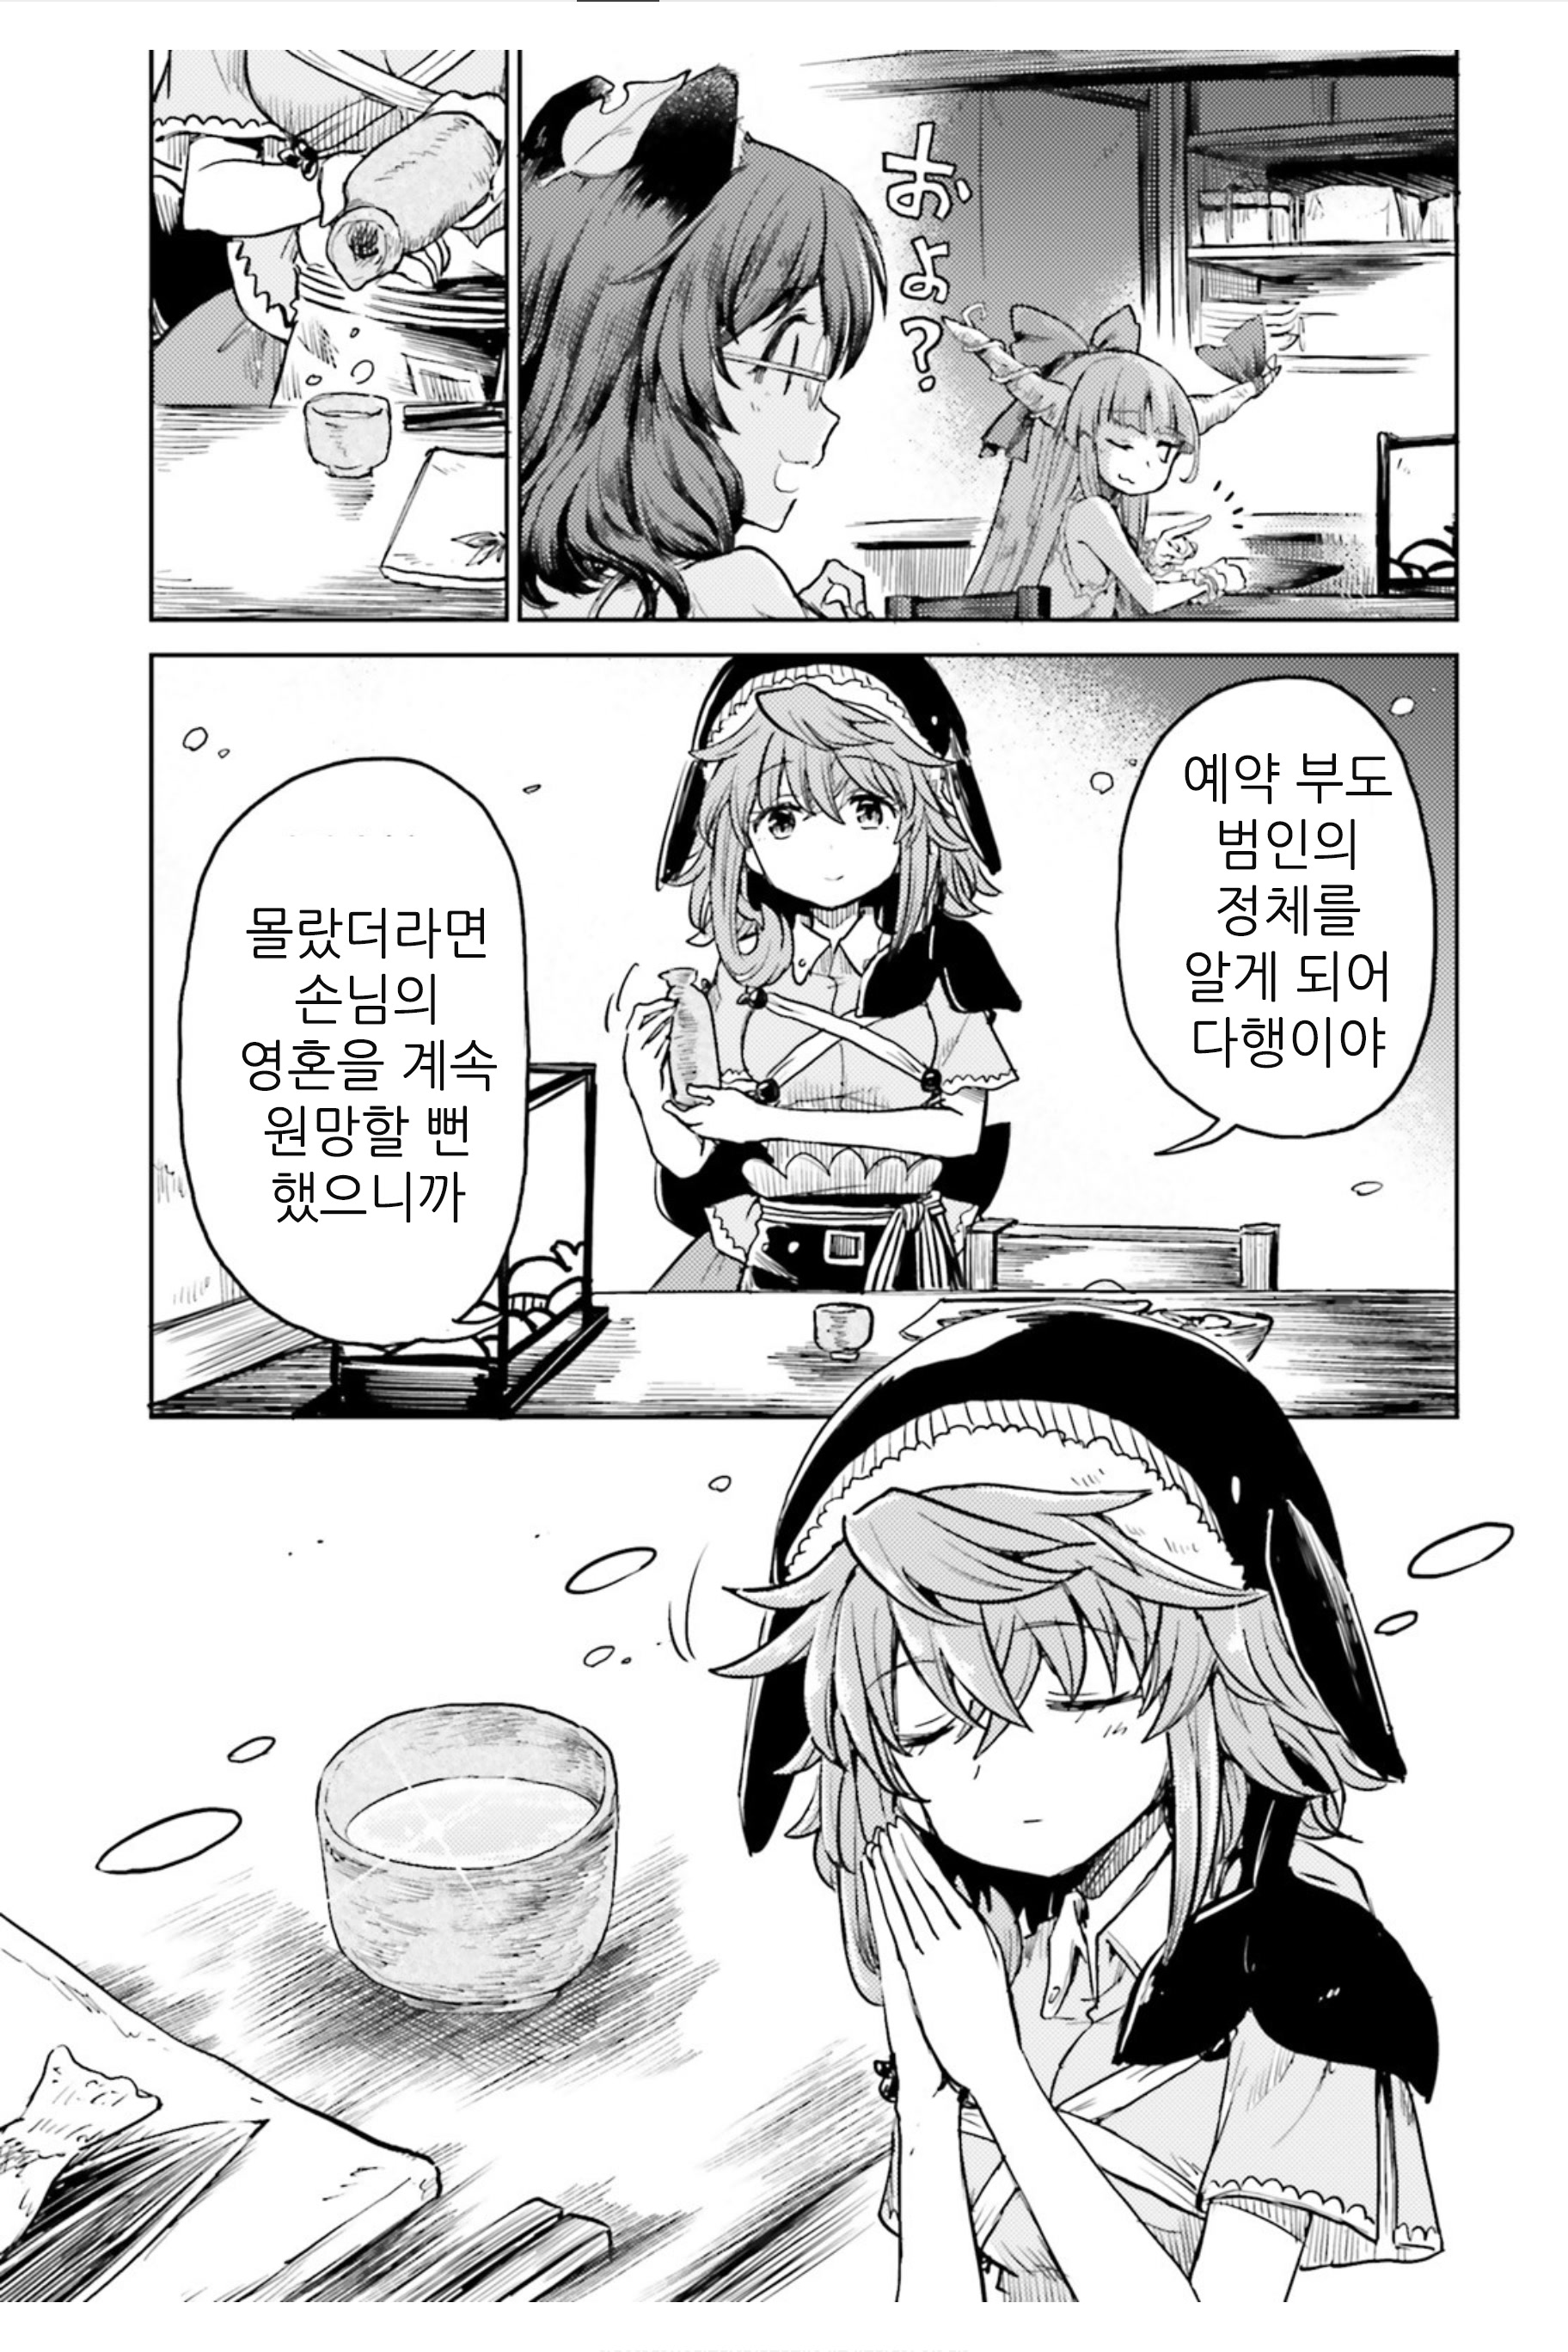 およ?
예약 부도
범인의
정체를
알게 되어
다행이야
몰랐더라면
손님의
영혼을 계속
원망할 뻔
했으니까